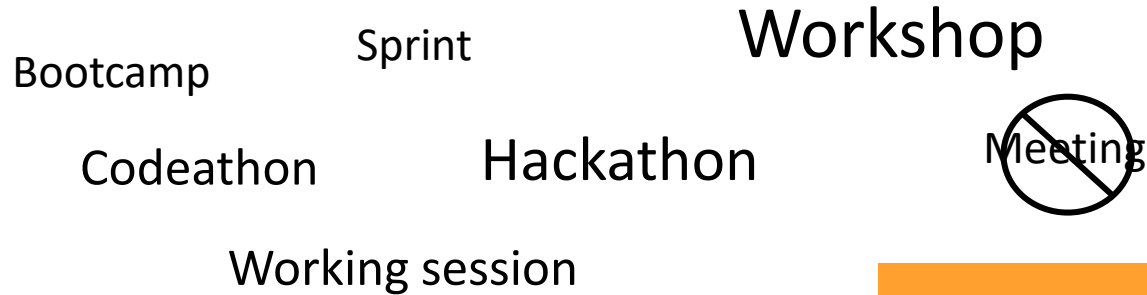 Workshop
Sprint
Bootcamp
Meeting
Hackathon
Codeathon
Working session